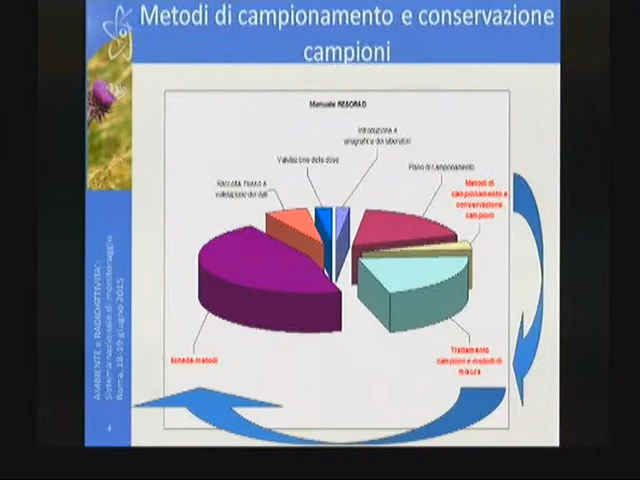 Metodi di campionamento e conservazione
campioni
Manuale RESORAD
Introduzione e
anagrafica dei laboratori
Valutazione della dose
Piano di campionamento
Raccolta, flusso e
validazione dei dati
Metodi di
campionamento e
conservazione
campioni
Scheda metodi
Trattamento
campioni e metodi di
misura
AMBIENTE e RADIOATTIVITA':
Sistema nazionale di monitoraggio
Roma, 18-19 giugno 2015
4